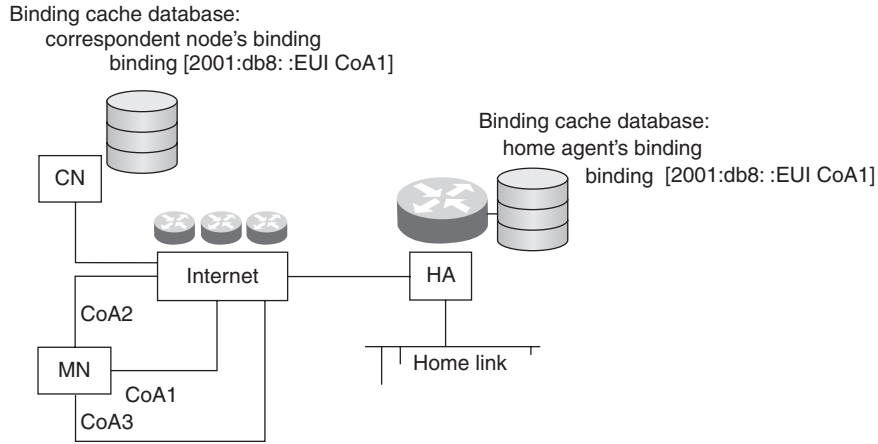 Binding cache database:
correspondent node's binding
binding [2001:db8: :EUI CoA1]
Binding cache database:
home agent's binding
binding [2001:db8: :EUI CoA1]
CN
Internet
HA
CoA2
MN
Home link
CoA1
CoA3